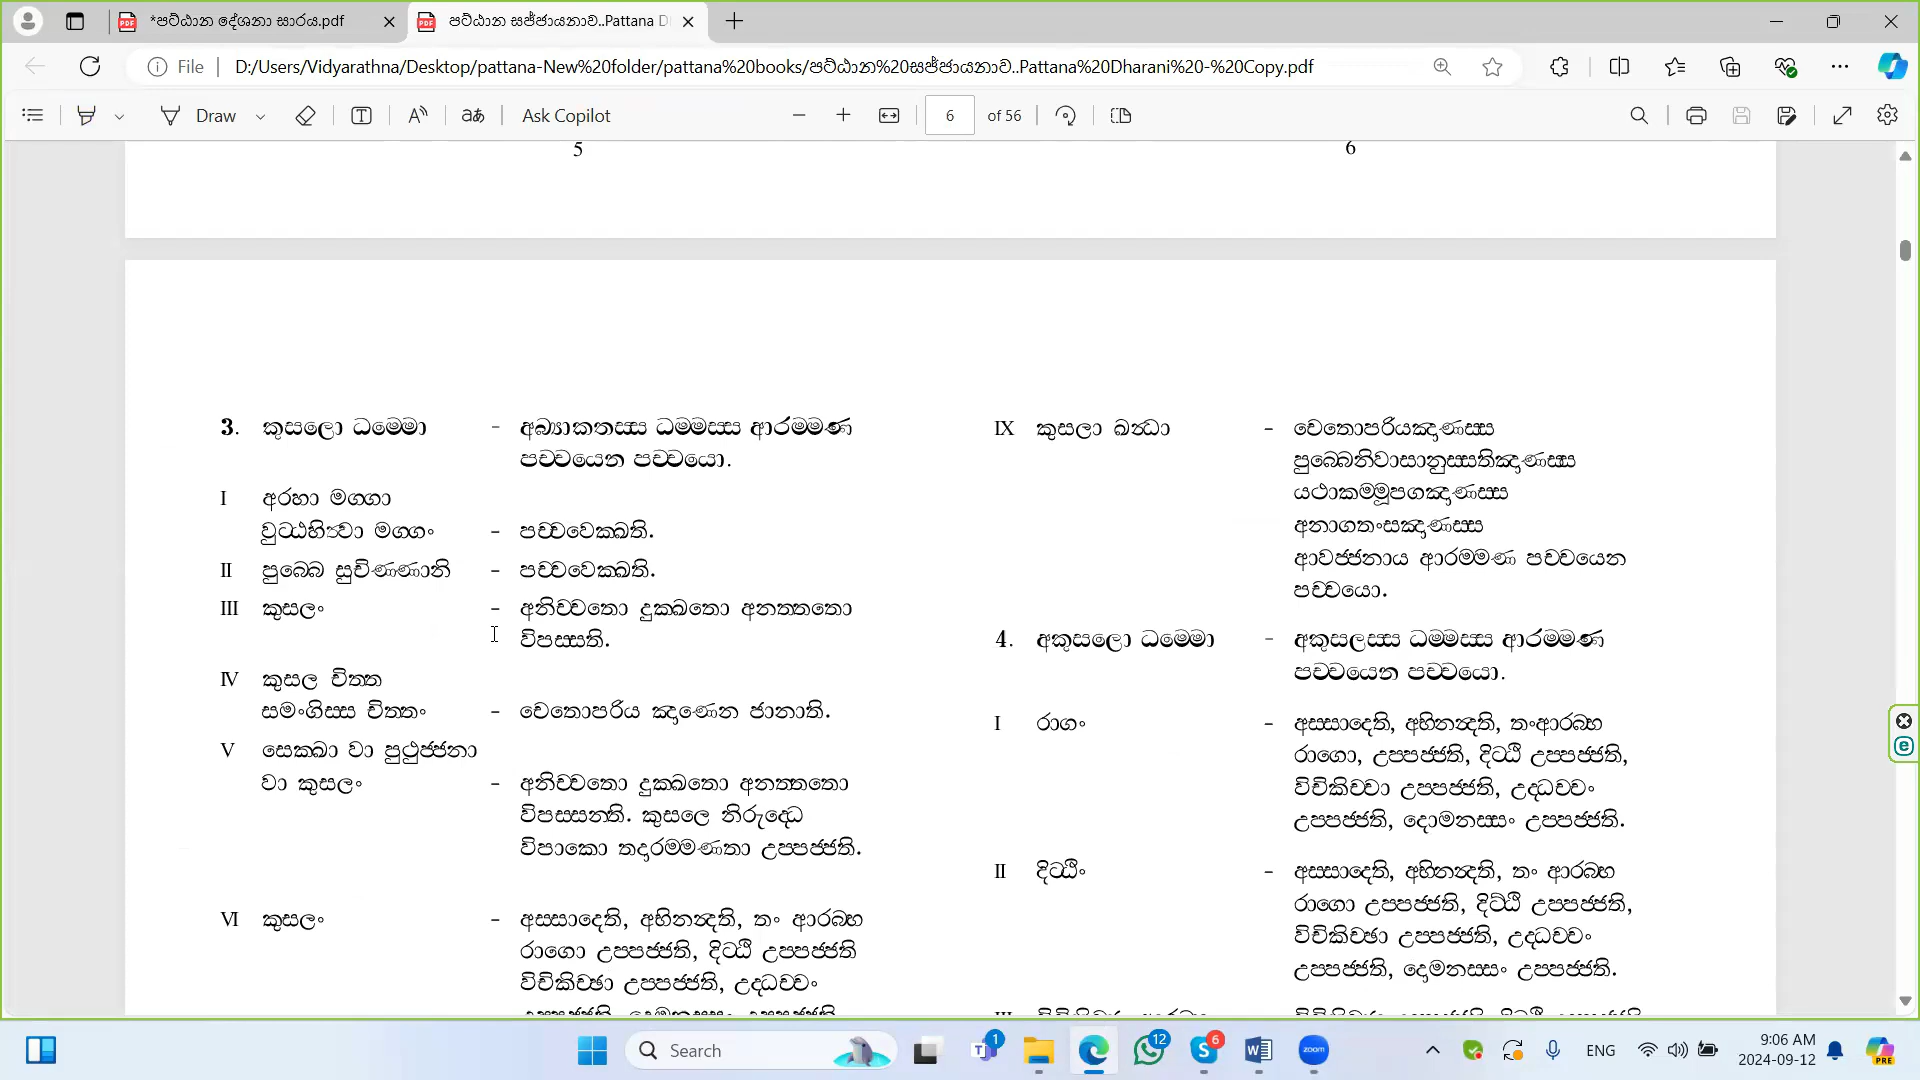 *පට්ඨාන දේශනා සාරය.pdf
පට්ඨාන සජ්ඣායනාව..Pattana D
File
D:/Users/Vidyarathna/Desktop/pattana-New%20folder/pattana%20books/පට්ඨාන%20සජ්ඣායනාව..Pattana%20Dharani%20-%20Copy.pdf
Draw
Ask Copilot
6 of 56
5
6
3. කුසලො ධම්මො - අබ්‍යාකතස්ස ධම්මස්ස ආරම්මණ
පච්චයෙන පච්චයො.
I අරහා මග්ගා
වුට්ඨහිත්වා මග්ගං - පච්චවෙක්ඛති.
II පුබ්බෙ සුචිණ්ණානි - පච්චවෙක්ඛති.
III කුසලං - අනිච්චතො දුක්ඛතො අනත්තතො
විපස්සති.
IV කුසල චිත්ත
සමංගිස්ස චිත්තං - චෙතොපරිය ඤාණෙන ජානාති.
V සෙක්ඛා වා පුථුජ්ජනා
වා කුසලං - අනිච්චතො දුක්ඛතො අනත්තතො
විපස්සන්ති. කුසලෙ නිරුද්ධෙ
විපාකො තදාරම්මණතා උප්පජ්ජති.
VI කුසලං - අස්සාදෙති, අභිනන්දති, තං ආරබ්භ
රාගො උප්පජ්ජති, දිට්ඨි උප්පජ්ජති
විචිකිච්ඡා උප්පජ්ජති, උද්ධච්චං
IX කුසලා ඛන්ධා - චෙතොපරියඤාණස්ස
පුබ්බෙනිවාසානුස්සතිඤාණස්ස
යථාකම්මූපගඤාණස්ස
අනාගතංසඤාණස්ස
ආවජ්ජනාය ආරම්මණ පච්චයෙන
පච්චයො.
4. අකුසලො ධම්මො - අකුසලස්ස ධම්මස්ස ආරම්මණ
පච්චයෙන පච්චයො.
I රාගං - අස්සාදෙති, අභිනන්දති, තංආරබ්භ
රාගො, උප්පජ්ජති, දිට්ඨි උප්පජ්ජති,
විචිකිච්චා උප්පජ්ජති, උද්ධච්චං
උප්පජ්ජති, දොමනස්සං උප්පජ්ජති.
II දිට්ඨිං - අස්සාදෙති, අභිනන්දති, තං ආරබ්භ
රාගො උප්පජ්ජති, දිට්ඨි උප්පජ්ජති,
විචිකිච්ඡා උප්පජ්ජති, උද්ධච්චං
උප්පජ්ජති, දොමනස්සං උප්පජ්ජති.
Search
1
12
6
zoom
ENG
9:06 AM
2024-09-12
PRE